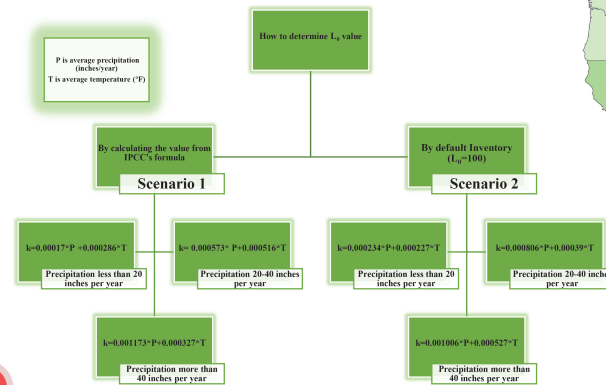 How to determine L₀ value
P is average precipitation
(inches/year)
T is average temperature (°F)
By calculating the value from
IPCC's formula
Scenario 1
By default Inventory
(L₀=100)
Scenario 2
k=0.00017*P +0.000286*T
Precipitation less than 20
inches per year
k= 0.000573* P+0.000516*T
Precipitation 20-40 inches
per year
k=0.000234*P+0.000227*T
Precipitation less than 20
inches per year
k=0.000806*P+0.00039*T
Precipitation 20-40 inche
per year
k=0.001173*P+0.000327*T
Precipitation more than
40 inches per year
k=0.001006*P+0.000527*T
Precipitation more than
40 inches per year